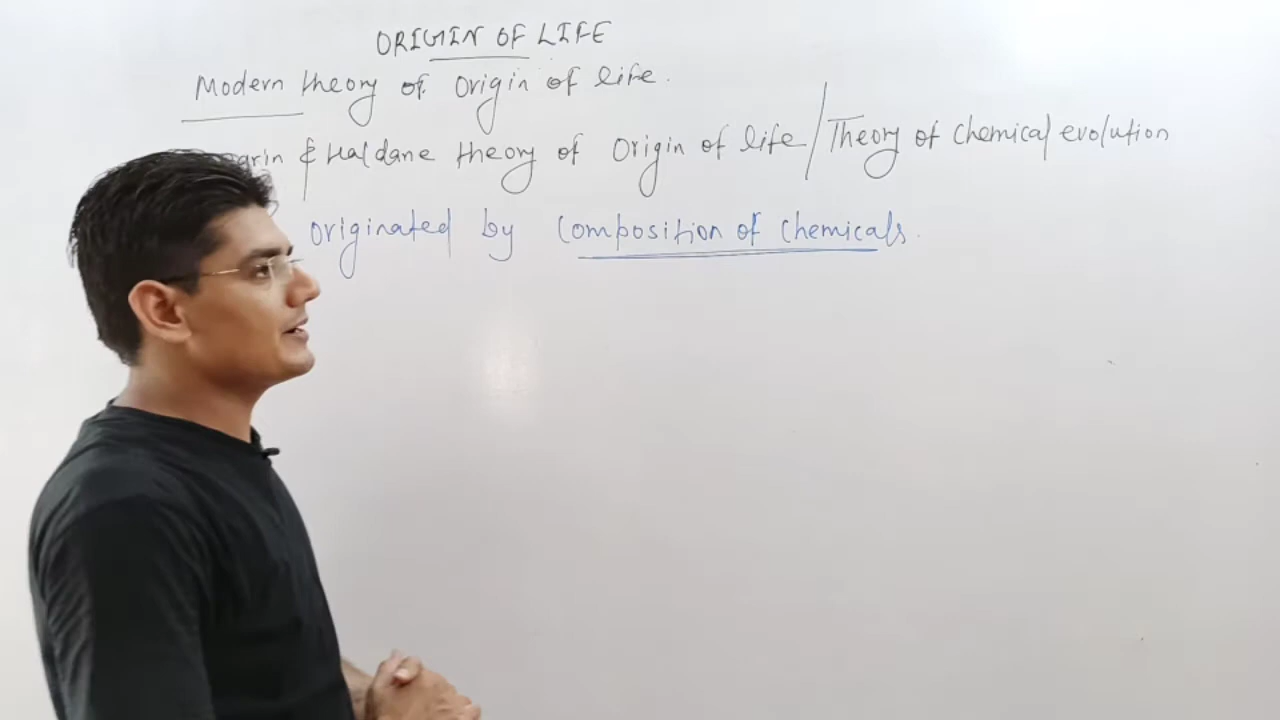 ORIGIN OF LIFE
Modern theory of Origin of life.
& Haldane theory of Origin of life / Theory of Chemical evolution
originated by Composition of Chemicals.